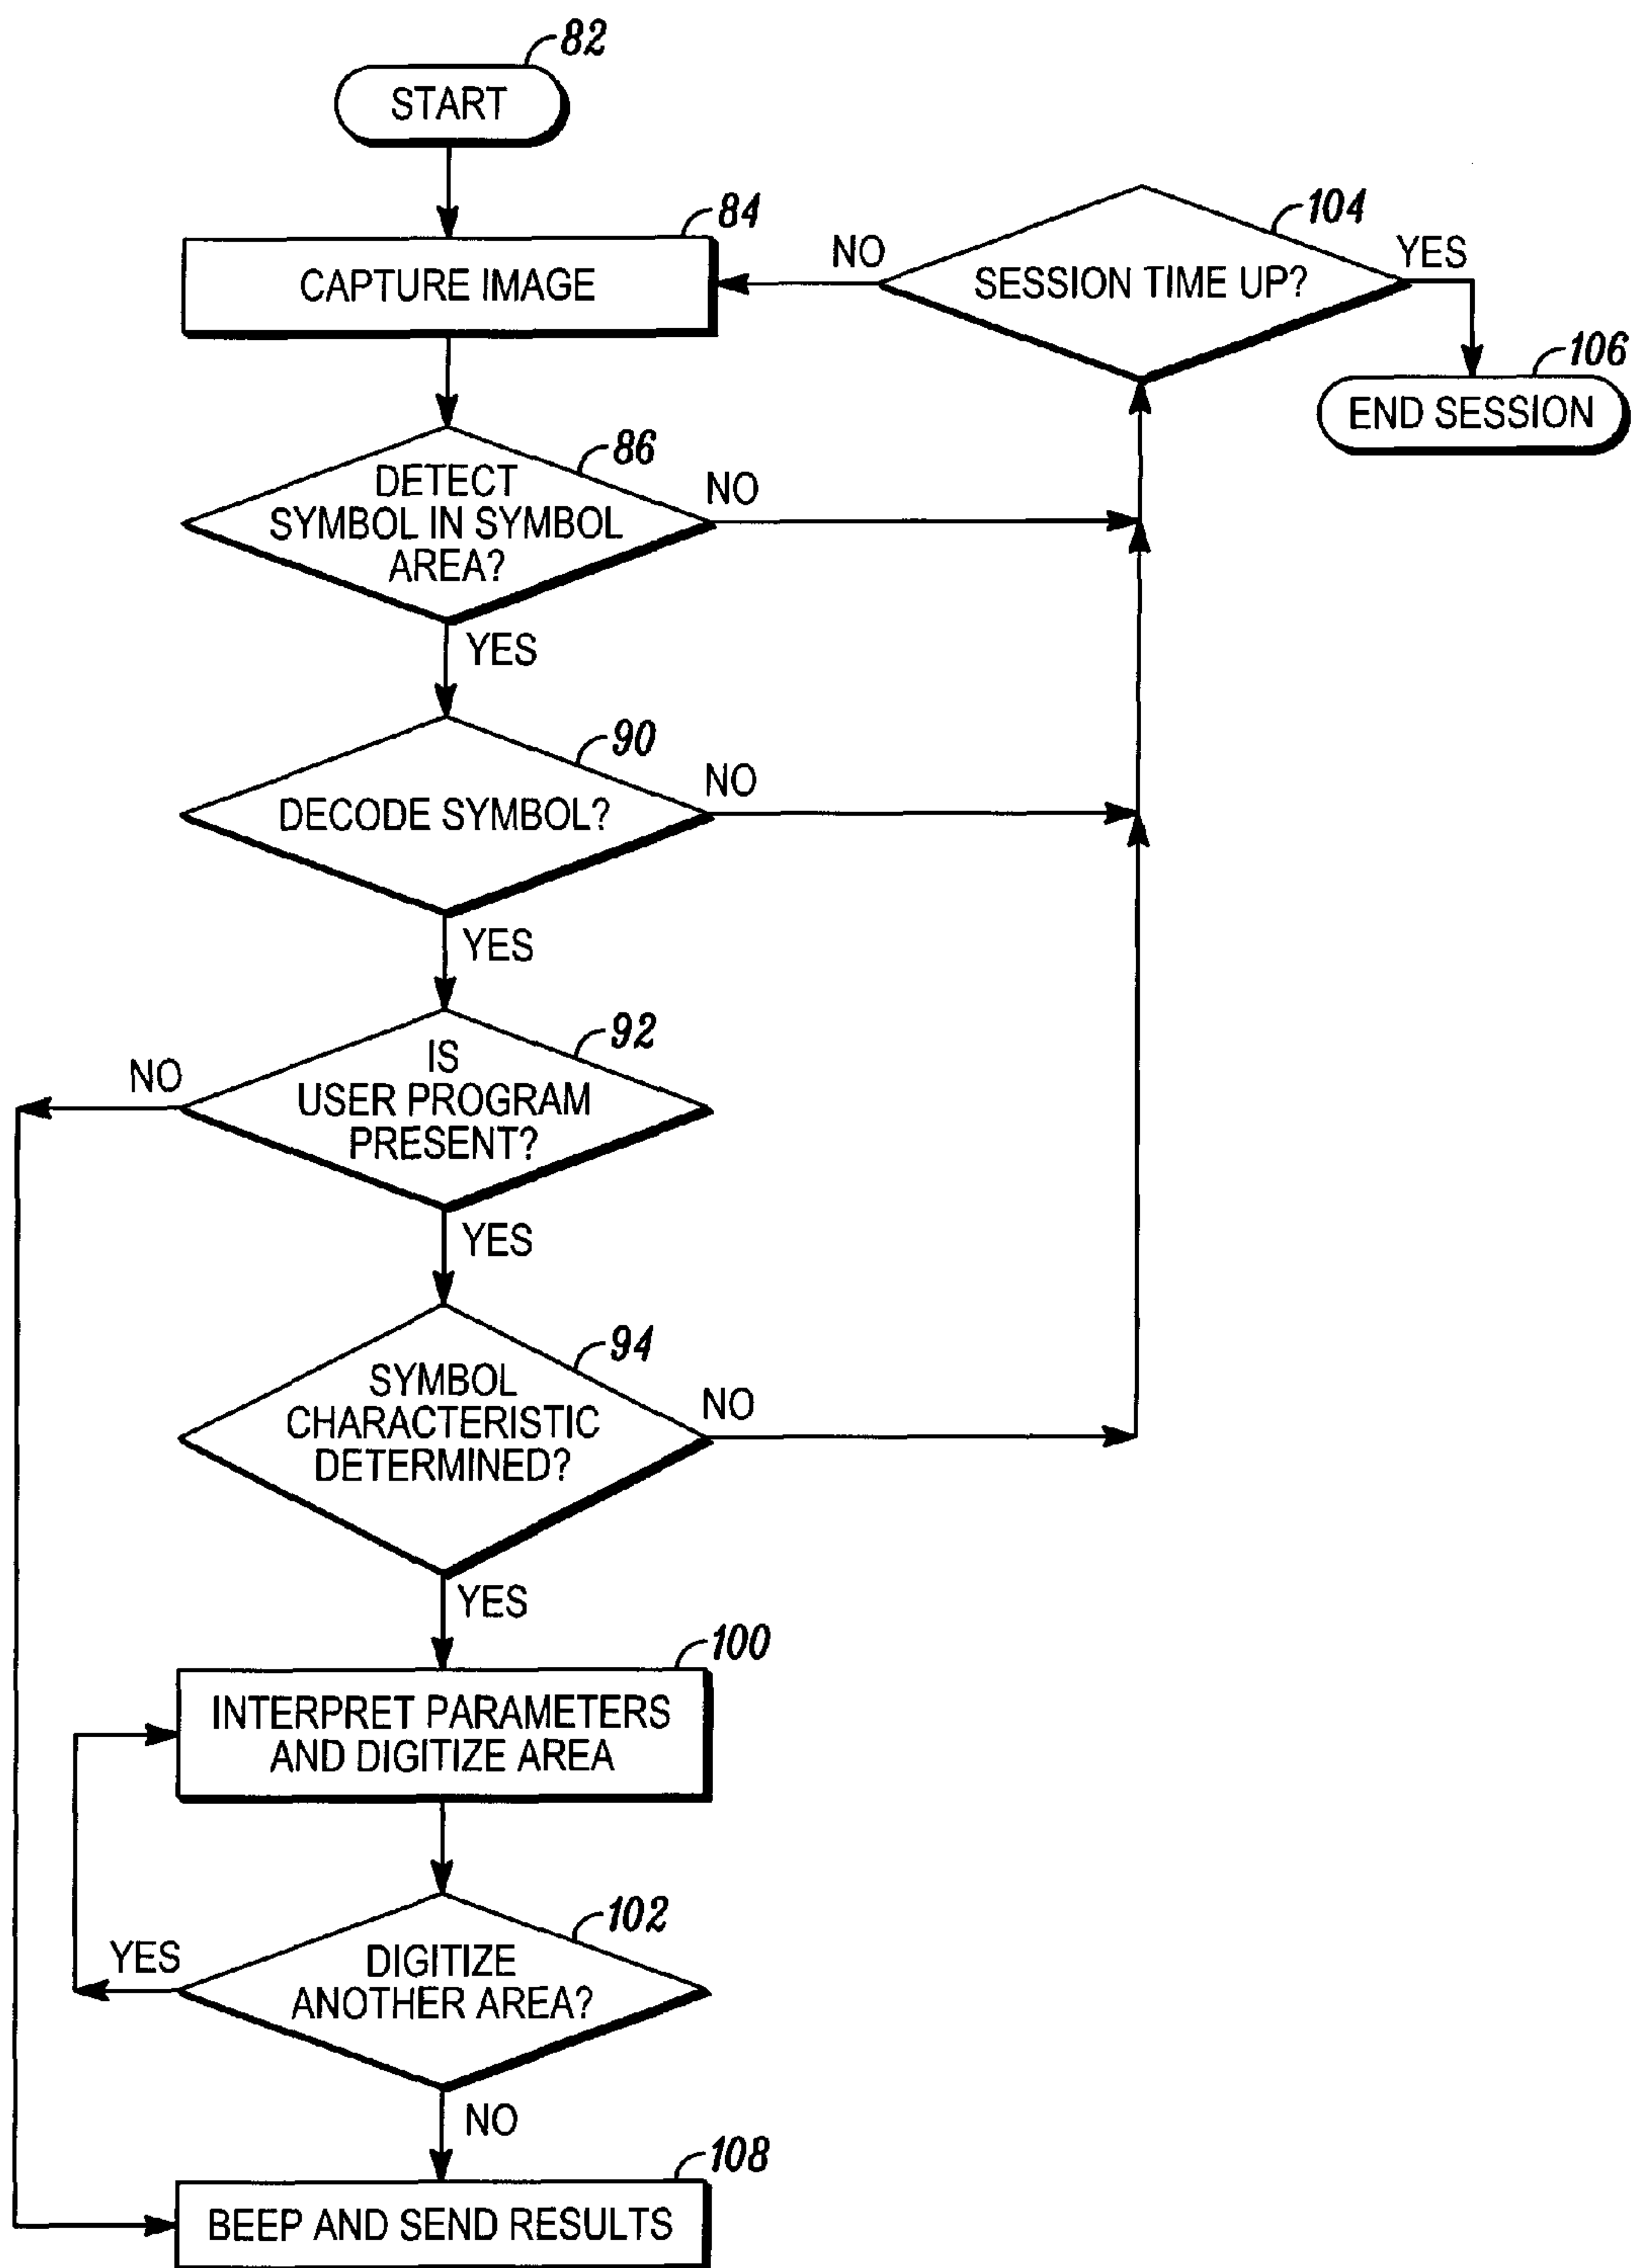 82
START
84
CAPTURE IMAGE
104
NO
SESSION TIME UP?
YES
106
END SESSION
86
DETECT
SYMBOL IN SYMBOL
AREA?
NO
YES
90
DECODE SYMBOL?
NO
YES
92
IS
USER PROGRAM
PRESENT?
NO
YES
94
SYMBOL
CHARACTERISTIC
DETERMINED?
NO
YES
100
INTERPRET PARAMETERS
AND DIGITIZE AREA
102
YES
DIGITIZE
ANOTHER AREA?
NO
108
BEEP AND SEND RESULTS